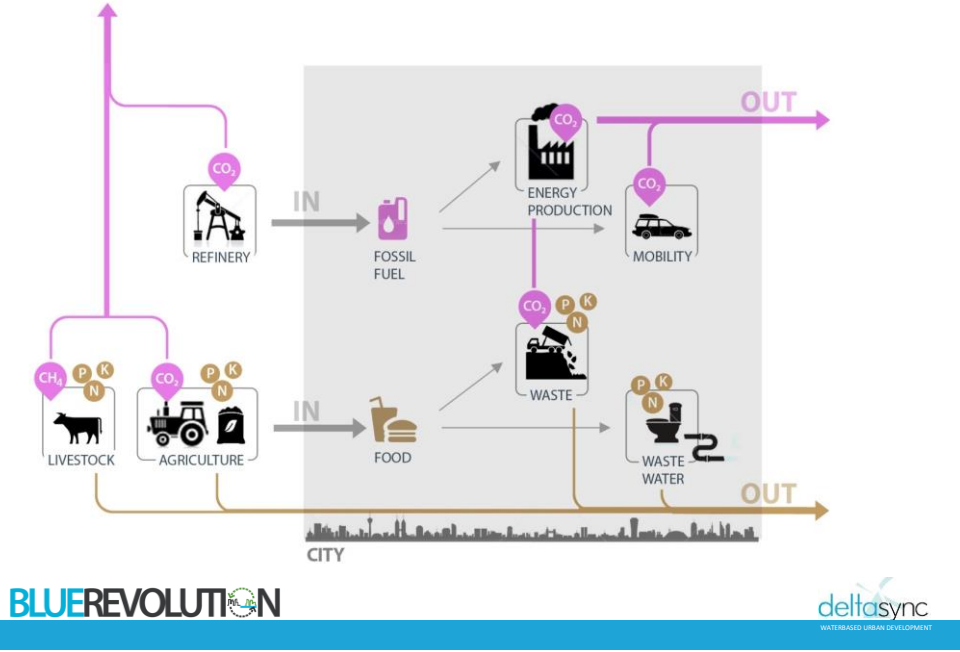 OUT
CO₂
CO₂
CO₂
ENERGY
PRODUCTION
IN
REFINERY
FOSSIL
FUEL
MOBILITY
CO₂
P
K
N
CH₄
P
K
N
CO₂
P
K
N
WASTE
P
K
N
IN
LIVESTOCK
AGRICULTURE
FOOD
WASTE
WATER
OUT
CITY
BLUEREVOLUTION
deltasync
WATERBASED URBAN DEVELOPMENT